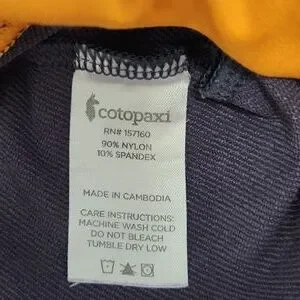 cotopaxi
RN# 157160
90% NYLON
10% SPANDEX
MADE IN CAMBODIA
CARE INSTRUCTIONS:
MACHINE WASH COLD
DO NOT BLEACH
TUMBLE DRY LOW